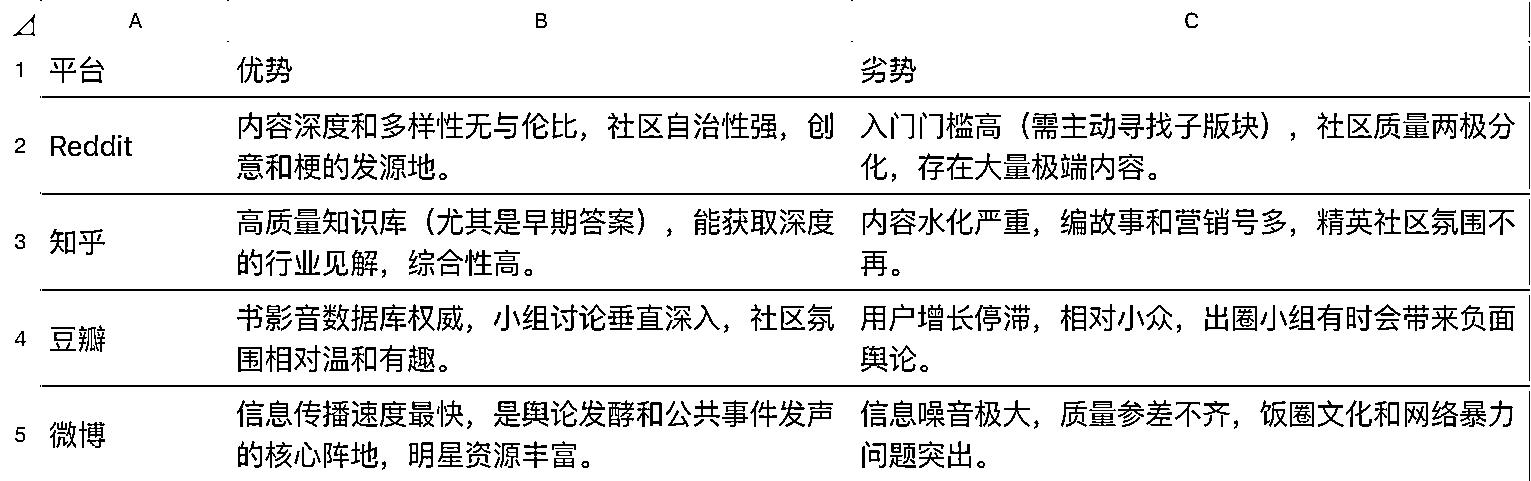 A B C
1 平台 优势 劣势
2 Reddit 内容深度和多样性无与伦比，社区自治性强，创意和梗的发源地。 入门门槛高（需主动寻找子版块），社区质量两极分化，存在大量极端内容。
3 知乎 高质量知识库（尤其是早期答案），能获取深度的行业见解，综合性高。 内容水化严重，编故事和营销号多，精英社区氛围不再。
4 豆瓣 书影音数据库权威，小组讨论垂直深入，社区氛围相对温和有趣。 用户增长停滞，相对小众，出圈小组有时会带来负面舆论。
5 微博 信息传播速度最快，是舆论发酵和公共事件发声的核心阵地，明星资源丰富。 信息噪音极大，质量参差不齐，饭圈文化和网络暴力问题突出。